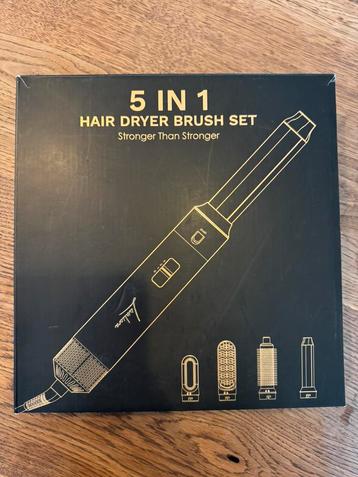 5 IN 1
HAIR DRYER BRUSH SET
Stronger Than Stronger